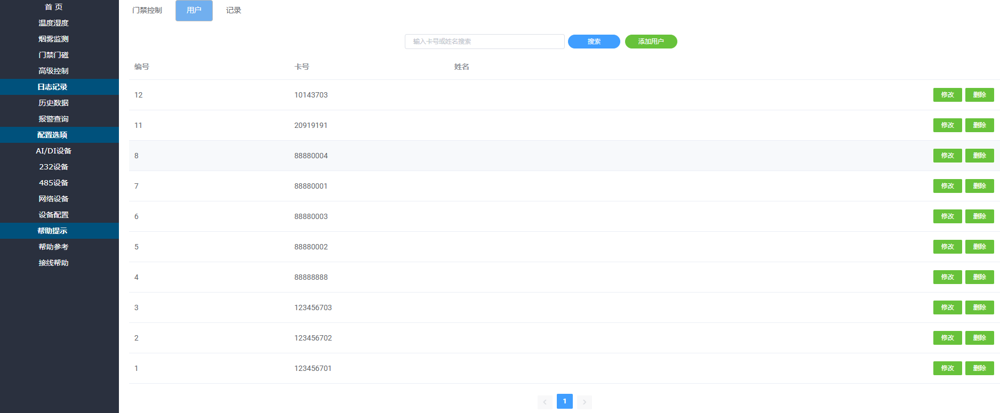 首 页
温度湿度
烟雾监测
门禁门磁
高级控制
日志记录
历史数据
报警查询
配置选项
AI/DI设备
232设备
485设备
网络设备
设备配置
帮助提示
帮助参考
接线帮助
门禁控制 用户 记录
输入卡号或姓名搜索 搜索 添加用户
编号 卡号 姓名
12 10143703 修改 删除
11 20919191 修改 删除
8 88880004 修改 删除
7 88880001 修改 删除
6 88880003 修改 删除
5 88880002 修改 删除
4 88888888 修改 删除
3 123456703 修改 删除
2 123456702 修改 删除
1 123456701 修改 删除
1